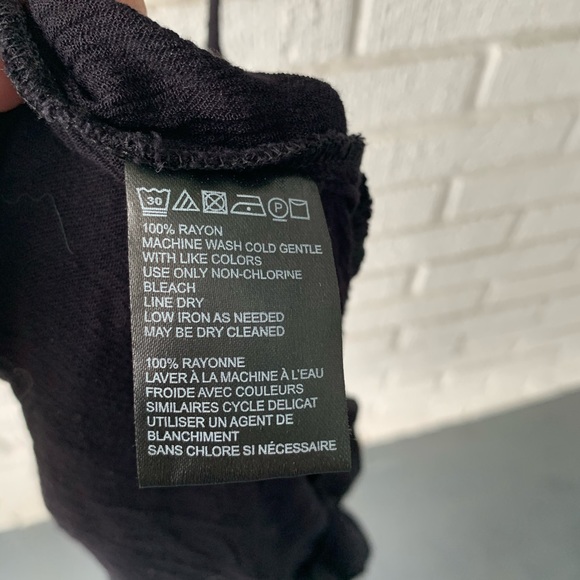 30 P
100% RAYON
MACHINE WASH COLD GENTLE
WITH LIKE COLORS
USE ONLY NON-CHLORINE
BLEACH
LINE DRY
LOW IRON AS NEEDED
MAY BE DRY CLEANED
100% RAYONNE
LAVER À LA MACHINE À L'EAU
FROIDE AVEC COULEURS
SIMILAIRES CYCLE DELICAT
UTILISER UN AGENT DE
BLANCHIMENT
SANS CHLORE SI NÉCESSAIRE